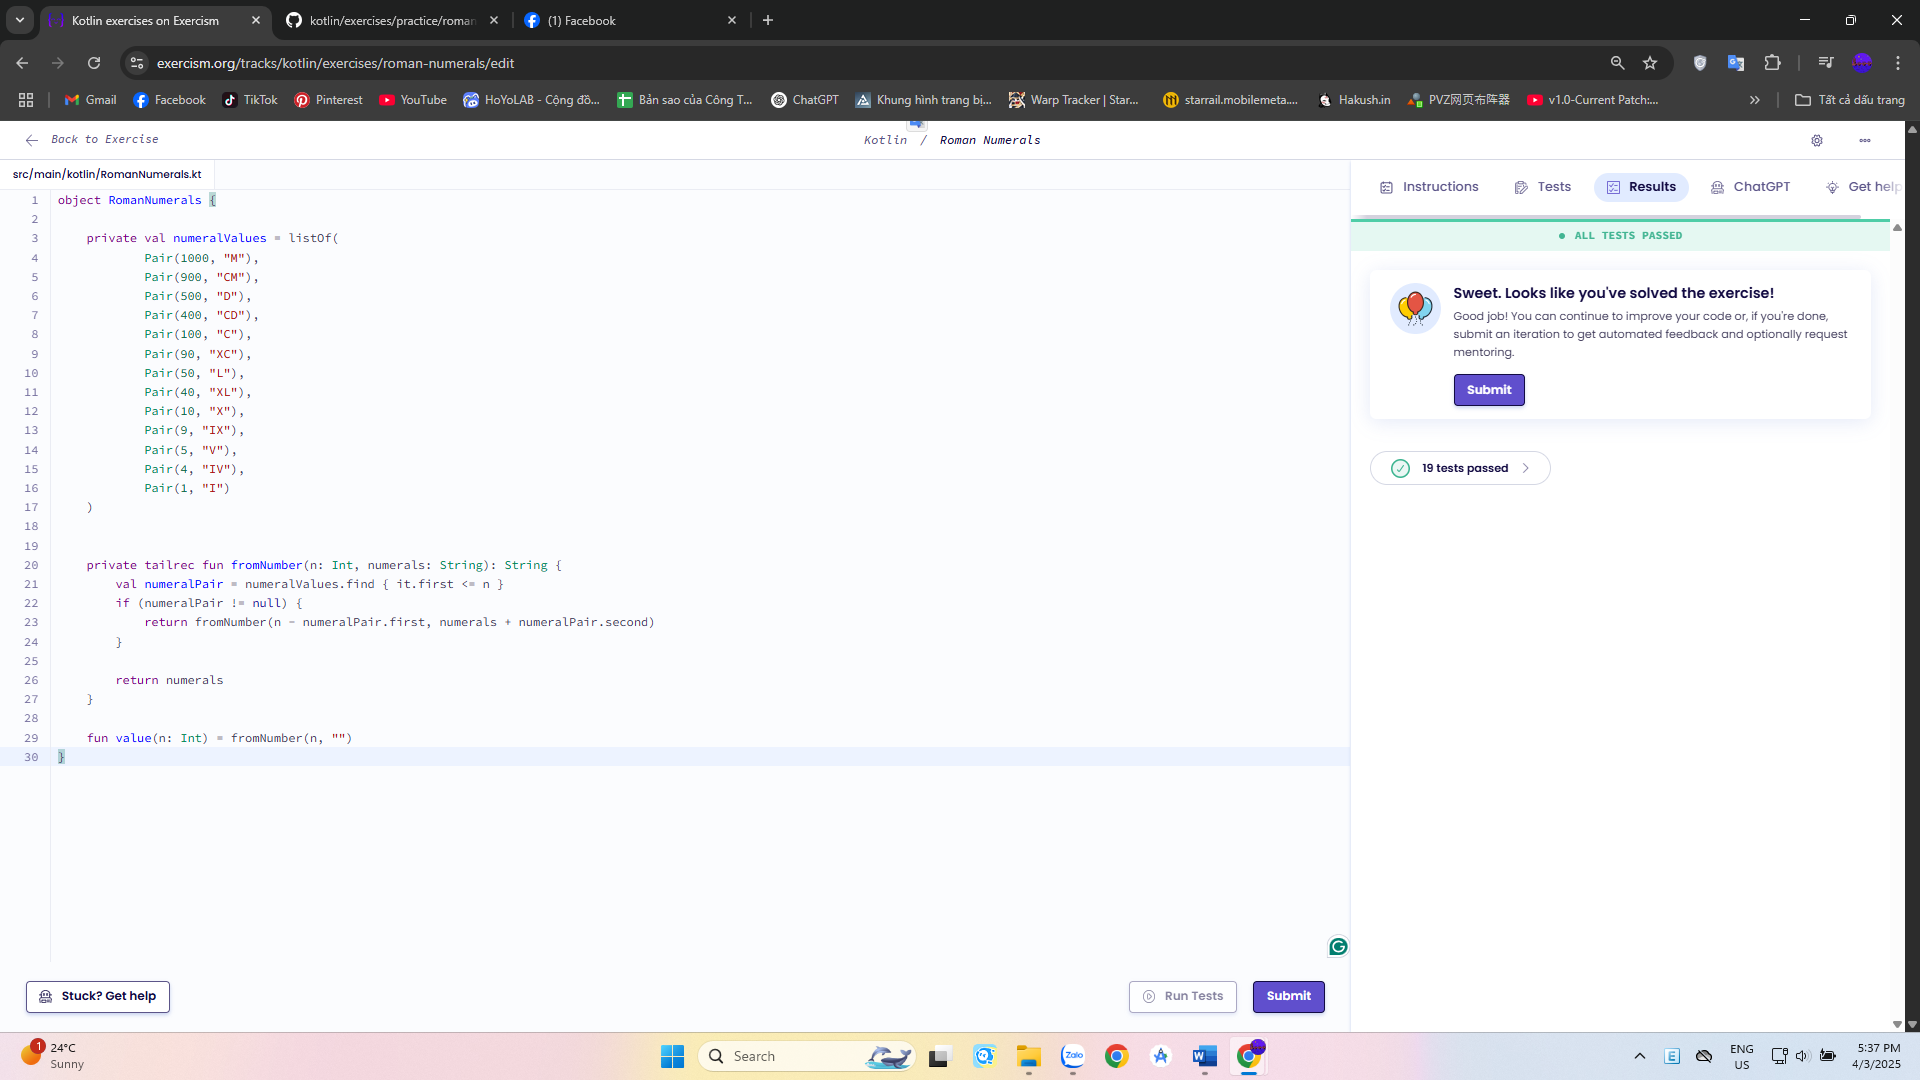 Kotlin exercises on Exercism
kotlin/exercises/practice/roman
(1) Facebook
exercism.org/tracks/kotlin/exercises/roman-numerals/edit
Gmail
Facebook
TikTok
Pinterest
YouTube
HoYoLAB - Cộng đồ...
Bản sao của Công T...
ChatGPT
Khung hình trang bị...
Warp Tracker | Star...
starrail.mobilemeta....
Hakush.in
PVZ网页布阵器
v1.0-Current Patch:...
Tất cả dấu trang
Back to Exercise
Kotlin / Roman Numerals
src/main/kotlin/RomanNumerals.kt
1 object RomanNumerals {
2
3 private val numeralValues = listOf(
4 Pair(1000, "M"),
5 Pair(900, "CM"),
6 Pair(500, "D"),
7 Pair(400, "CD"),
8 Pair(100, "C"),
9 Pair(90, "XC"),
10 Pair(50, "L"),
11 Pair(40, "XL"),
12 Pair(10, "X"),
13 Pair(9, "IX"),
14 Pair(5, "V"),
15 Pair(4, "IV"),
16 Pair(1, "I")
17 )
18
19
20 private tailrec fun fromNumber(n: Int, numerals: String): String {
21 val numeralPair = numeralValues.find { it.first <= n }
22 if (numeralPair != null) {
23 return fromNumber(n - numeralPair.first, numerals + numeralPair.second)
24 }
25
26 return numerals
27 }
28
29 fun value(n: Int) = fromNumber(n, "")
30 }
Instructions
Tests
Results
ChatGPT
Get help
ALL TESTS PASSED
Sweet. Looks like you've solved the exercise!
Good job! You can continue to improve your code or, if you're done,
submit an iteration to get automated feedback and optionally request
mentoring.
Submit
19 tests passed
Stuck? Get help
Run Tests
Submit
1
24°C
Sunny
Search
Zalo
ENG
US
5:37 PM
4/3/2025